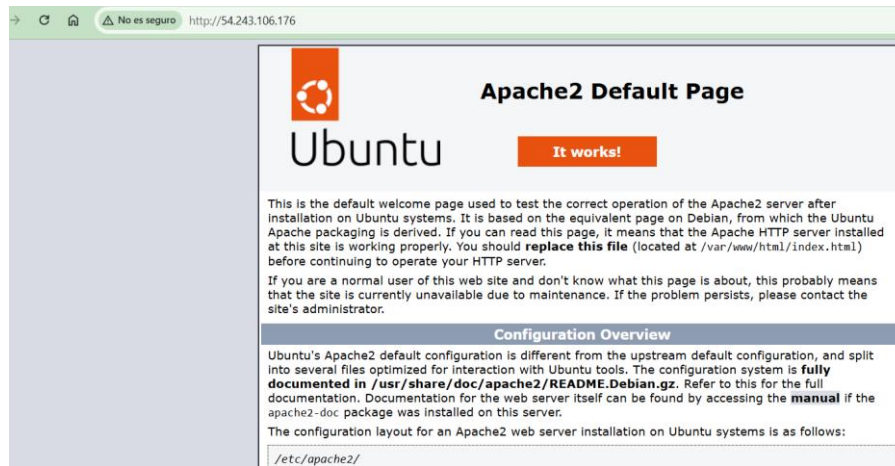 No es seguro http://54.243.106.176
Apache2 Default Page
Ubuntu
It works!
This is the default welcome page used to test the correct operation of the Apache2 server after
installation on Ubuntu systems. It is based on the equivalent page on Debian, from which the Ubuntu
Apache packaging is derived. If you can read this page, it means that the Apache HTTP server installed
at this site is working properly. You should replace this file (located at /var/www/html/index.html)
before continuing to operate your HTTP server.
If you are a normal user of this web site and don't know what this page is about, this probably means
that the site is currently unavailable due to maintenance. If the problem persists, please contact the
site's administrator.
Configuration Overview
Ubuntu's Apache2 default configuration is different from the upstream default configuration, and split
into several files optimized for interaction with Ubuntu tools. The configuration system is fully
documented in /usr/share/doc/apache2/README.Debian.gz. Refer to this for the full
documentation. Documentation for the web server itself can be found by accessing the manual if the
apache2-doc package was installed on this server.
The configuration layout for an Apache2 web server installation on Ubuntu systems is as follows:
/etc/apache2/